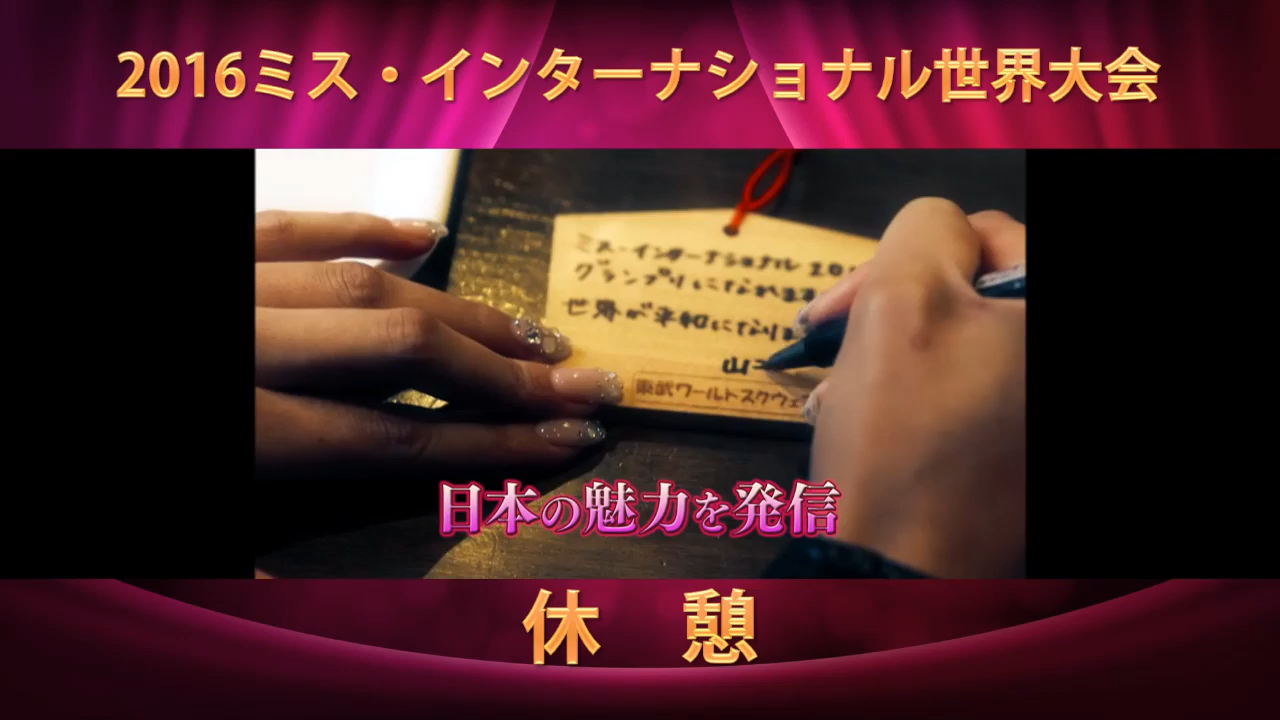 2016ミス・インターナショナル世界大会
ミス・インターナショナル 20
グランプリになれます
世界が平和になり
山
東武ワールドスクウェ
日本の魅力を発信
休 憩